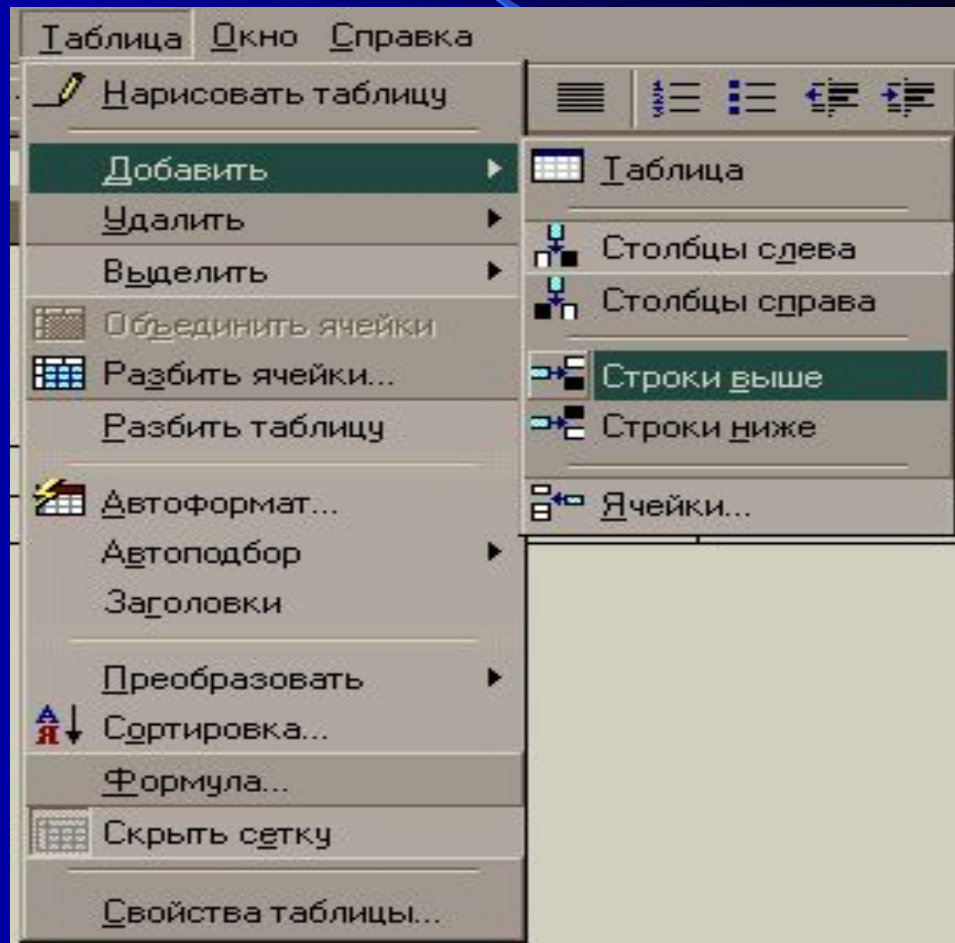 Таблица Окно Справка
Нарисовать таблицу
Добавить
Удалить
Выделить
Объединить ячейки
Разбить ячейки...
Разбить таблицу
Автоформат...
Автоподбор
Заголовки
Преобразовать
Сортировка...
Формула...
Скрыть сетку
Свойства таблицы...
Таблица
Столбцы слева
Столбцы справа
Строки выше
Строки ниже
Ячейки...